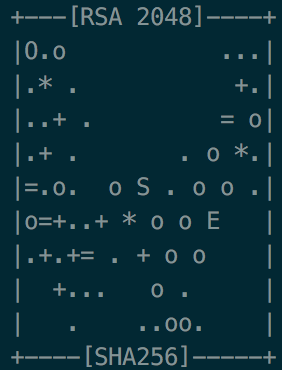 +---[RSA 2048]----+
|O.o           ...|
|.* .           +.|
|..+ .         = o|
|.+ .       . o *.|
|=.o.  o S . o o .|
|o=+..+ * o o E   |
|.+.+= . + o o    |
|  +...   o .     |
|   .    ..oo.    |
+----[SHA256]-----+